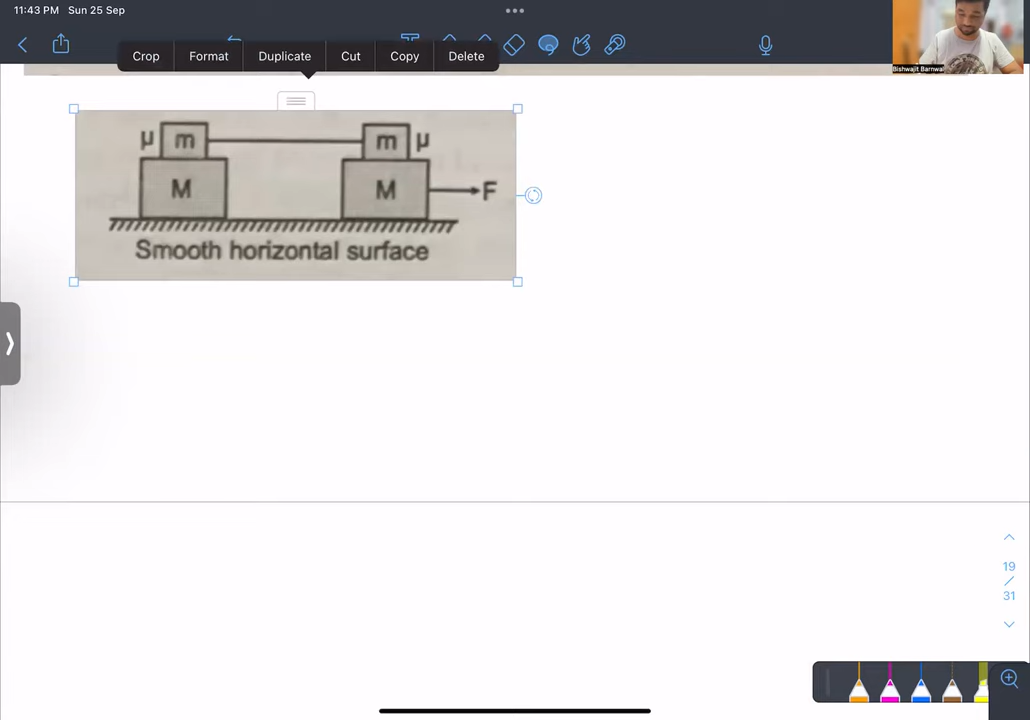 11:43 PM Sun 25 Sep
Crop Format Duplicate Cut Copy Delete
Bishwajit Barnwal
μ m m μ
M M F
Smooth horizontal surface
19
/
31